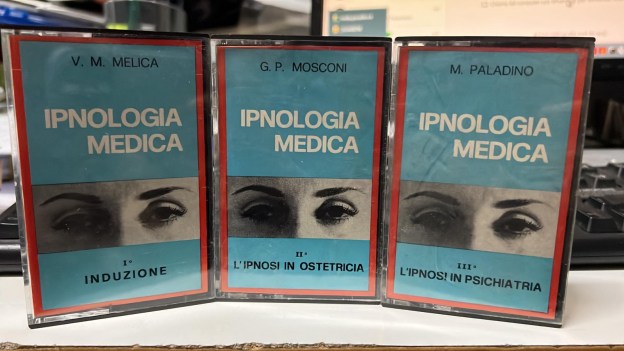 V. M. MELICA
IPNOLOGIA
MEDICA
I°
INDUZIONE
G. P. MOSCONI
IPNOLOGIA
MEDICA
II°
L'IPNOSI IN OSTETRICIA
M. PALADINO
IPNOLOGIA
MEDICA
III°
L'IPNOSI IN PSICHIATRIA